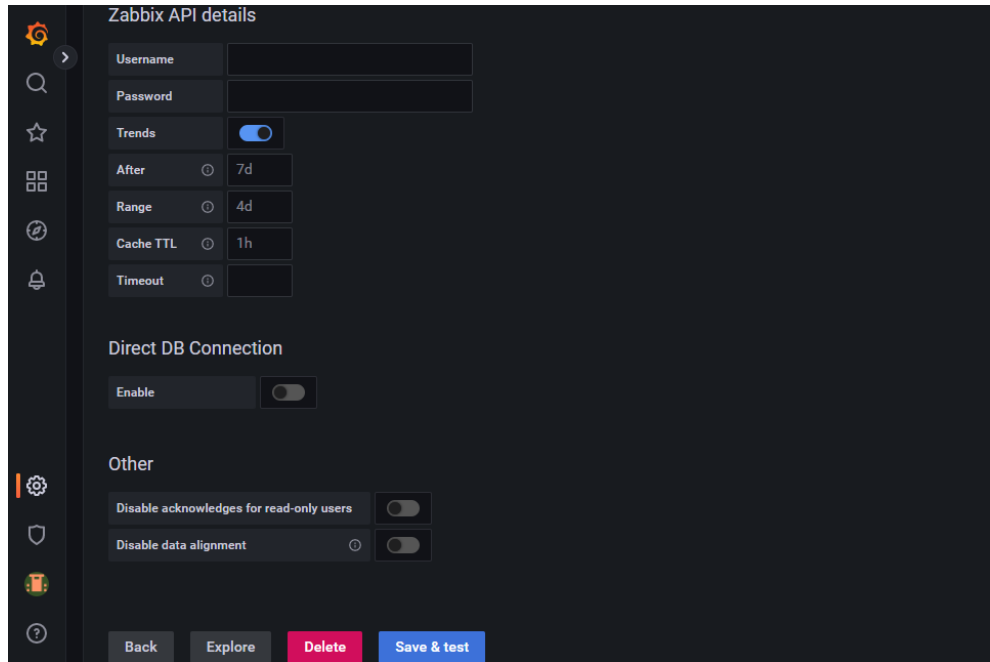 Zabbix API details
Username
Password
Trends
After 7d
Range 4d
Cache TTL 1h
Timeout
Direct DB Connection
Enable
Other
Disable acknowledges for read-only users
Disable data alignment
Back Explore Delete Save & test